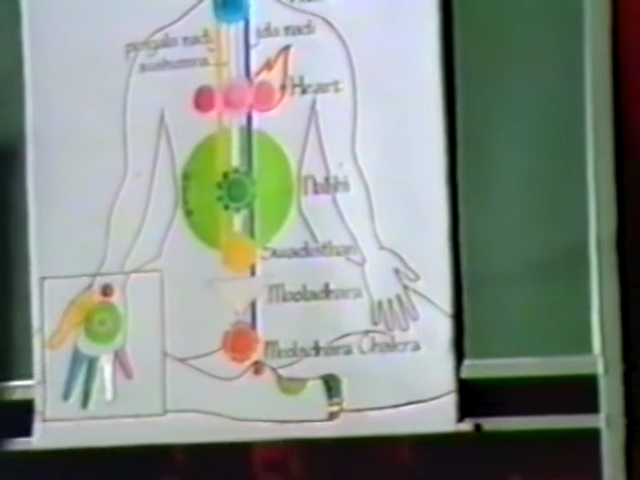 pingala nadi
ida nadi
sushumna
Heart
Nabhi
Swadisthan
Mooladhara
Mooladhara Chakra